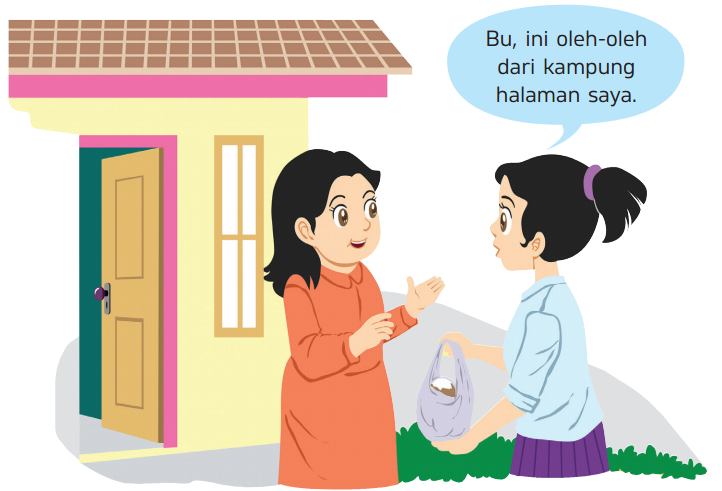 Bu, ini oleh-oleh
dari kampung
halaman saya.